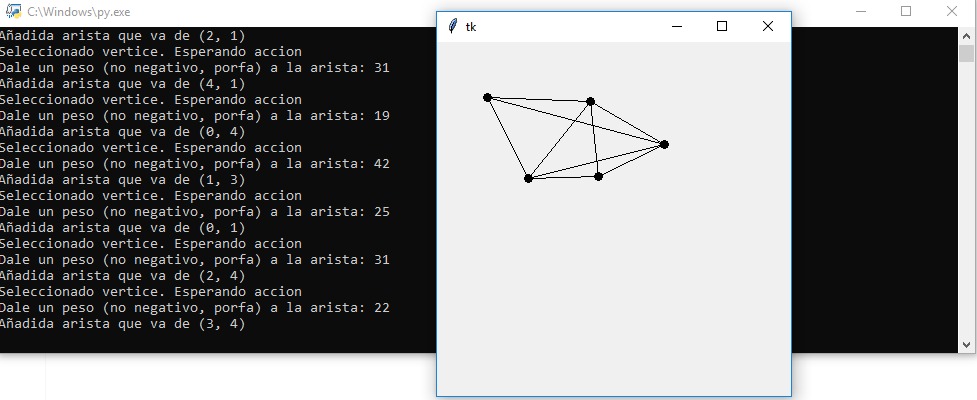 C:\Windows\py.exe
Añadida arista que va de (2, 1)
Seleccionado vertice. Esperando accion
Dale un peso (no negativo, porfa) a la arista: 31
Añadida arista que va de (4, 1)
Seleccionado vertice. Esperando accion
Dale un peso (no negativo, porfa) a la arista: 19
Añadida arista que va de (0, 4)
Seleccionado vertice. Esperando accion
Dale un peso (no negativo, porfa) a la arista: 42
Añadida arista que va de (1, 3)
Seleccionado vertice. Esperando accion
Dale un peso (no negativo, porfa) a la arista: 25
Añadida arista que va de (0, 1)
Seleccionado vertice. Esperando accion
Dale un peso (no negativo, porfa) a la arista: 31
Añadida arista que va de (2, 4)
Seleccionado vertice. Esperando accion
Dale un peso (no negativo, porfa) a la arista: 22
Añadida arista que va de (3, 4)
tk